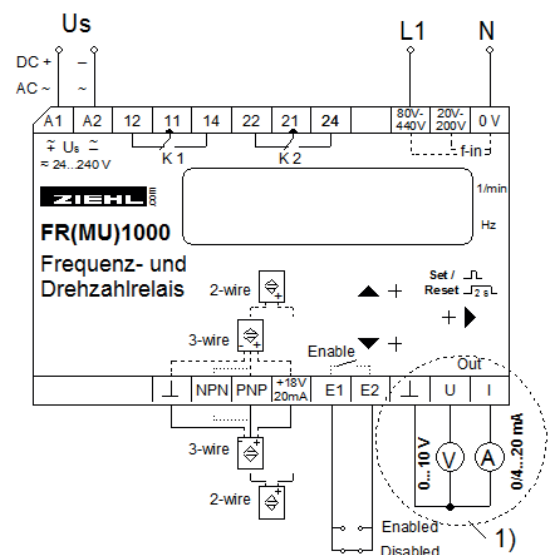 Us
L1 N
DC + –
AC ~ ~
A1 A2 12 11 14 22 21 24 80V-440V 20V-200V 0 V
≂ Us ≂
+
≈ 24...240 V
K 1 K 2
f-in
1/min
Hz
ZIEHL
FR(MU)1000
Frequenz- und
Drehzahlrelais
2-wire
3-wire
Enable
Set /
Reset 2 s
+
+
+
Out
⊥ NPN PNP +18V 20mA E1 E2 ⊥ U I
3-wire
2-wire
0...10 V
V
A
0/4...20 mA
Enabled
Disabled
1)